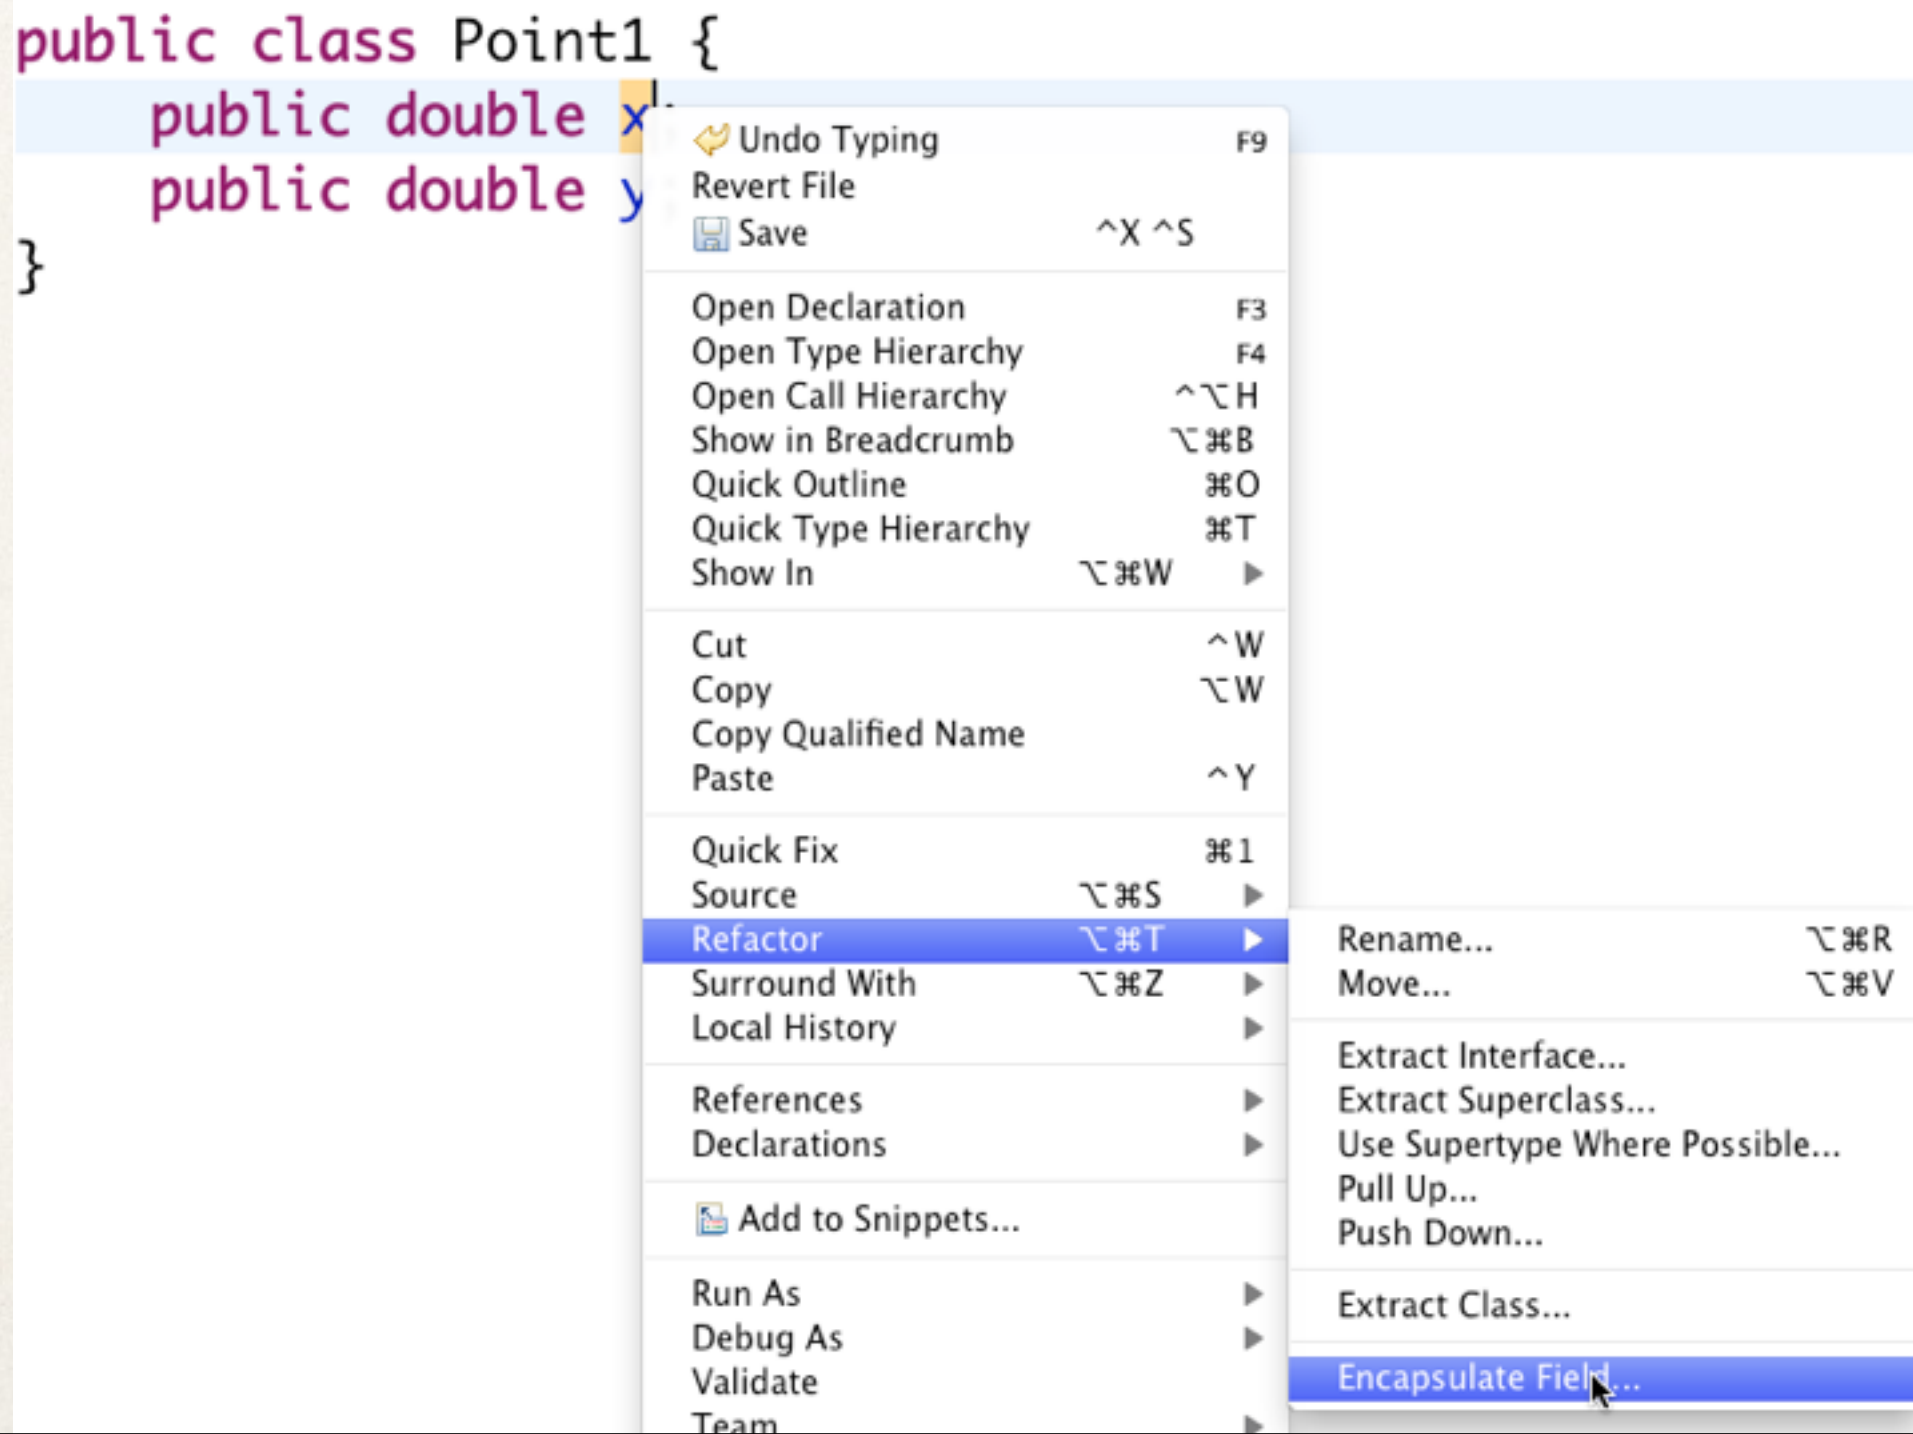 public class Point1 {
public double x;
public double y
}
Undo Typing F9
Revert File
Save ^X ^S
Open Declaration F3
Open Type Hierarchy F4
Open Call Hierarchy ^⌥H
Show in Breadcrumb ⌥⌘B
Quick Outline ⌘O
Quick Type Hierarchy ⌘T
Show In ⌥⌘W ▶
Cut ^W
Copy ⌥W
Copy Qualified Name
Paste ^Y
Quick Fix ⌘1
Source ⌥⌘S ▶
Refactor ⌥⌘T ▶
Surround With ⌥⌘Z ▶
Local History ▶
References ▶
Declarations ▶
Add to Snippets...
Run As ▶
Debug As ▶
Validate
Team ▶
Rename... ⌥⌘R
Move... ⌥⌘V
Extract Interface...
Extract Superclass...
Use Supertype Where Possible...
Pull Up...
Push Down...
Extract Class...
Encapsulate Field...